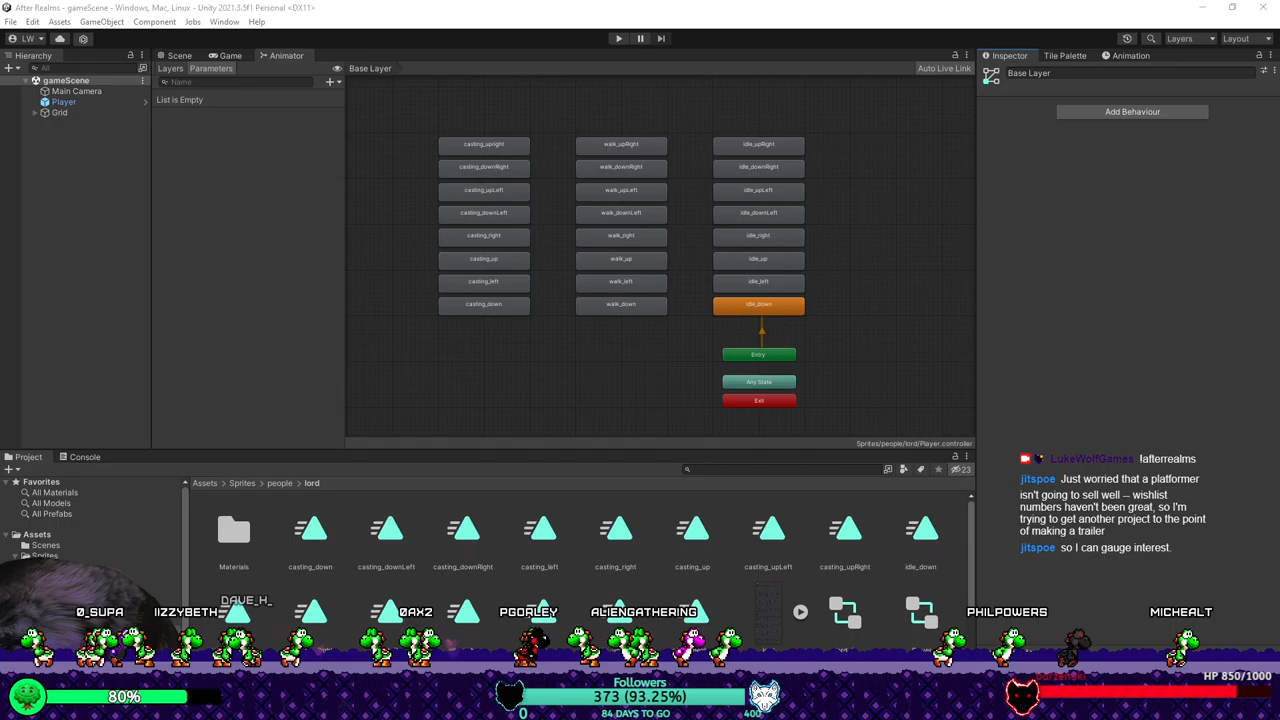 After Realms - gameScene - Windows, Mac, Linux - Unity 2021.3.5f1 Personal <DX11>
File Edit Assets GameObject Component Jobs Window Help
LW
Layers Layout
Hierarchy
All
gameScene
Main Camera
Player
Grid
Scene Game Animator
Layers Parameters
Name
List is Empty
Base Layer
Auto Live Link
casting_upright walk_upRight idle_upRight
casting_downRight walk_downRight idle_downRight
casting_upLeft walk_upLeft idle_upLeft
casting_downLeft walk_downLeft idle_downLeft
casting_right walk_right idle_right
casting_up walk_up idle_up
casting_left walk_left idle_left
casting_down walk_down idle_down
Entry
Any State
Exit
Sprites/people/lord/Player.controller
Inspector Tile Palette Animation
Base Layer
Add Behaviour
Project Console
23
Favorites
All Materials
All Models
All Prefabs
Assets
Scenes
Sprites
Assets Sprites people lord
Materials casting_down casting_downLeft casting_downRight casting_left casting_right casting_up casting_upLeft casting_upRight idle_down
LukeWolfGames !afterrealms
jitspoe Just worried that a platformer
isn't going to sell well -- wishlist
numbers haven't been great, so I'm
trying to get another project to the point
of making a trailer
jitspoe so I can gauge interest.
DAVE_H_
0_SUPA IIZZYBETH 0AX2 PGORLEY ALIENGATHERING PHILPOWERS MICHEALT
80%
Followers
373 (93.25%)
0 84 DAYS TO GO 400
HP 850/1000